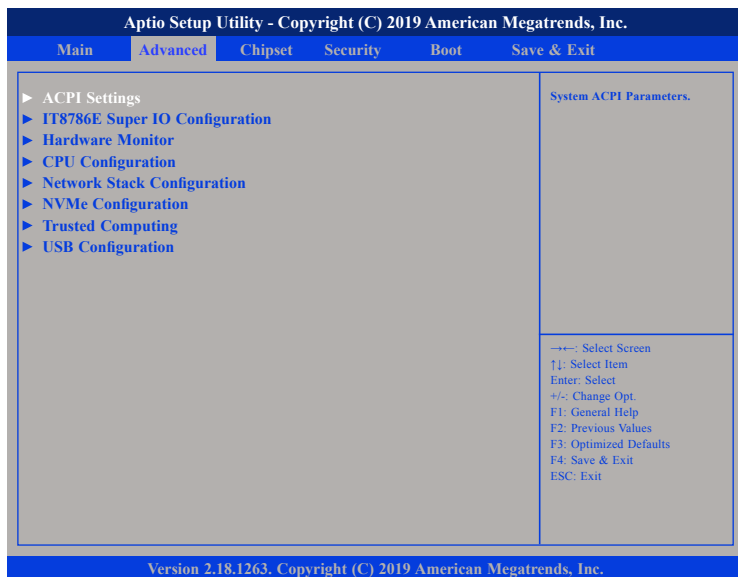 Aptio Setup Utility - Copyright (C) 2019 American Megatrends, Inc.
Main Advanced Chipset Security Boot Save & Exit
► ACPI Settings
► IT8786E Super IO Configuration
► Hardware Monitor
► CPU Configuration
► Network Stack Configuration
► NVMe Configuration
► Trusted Computing
► USB Configuration
System ACPI Parameters.
→←: Select Screen
↑↓: Select Item
Enter: Select
+/-: Change Opt.
F1: General Help
F2: Previous Values
F3: Optimized Defaults
F4: Save & Exit
ESC: Exit
Version 2.18.1263. Copyright (C) 2019 American Megatrends, Inc.